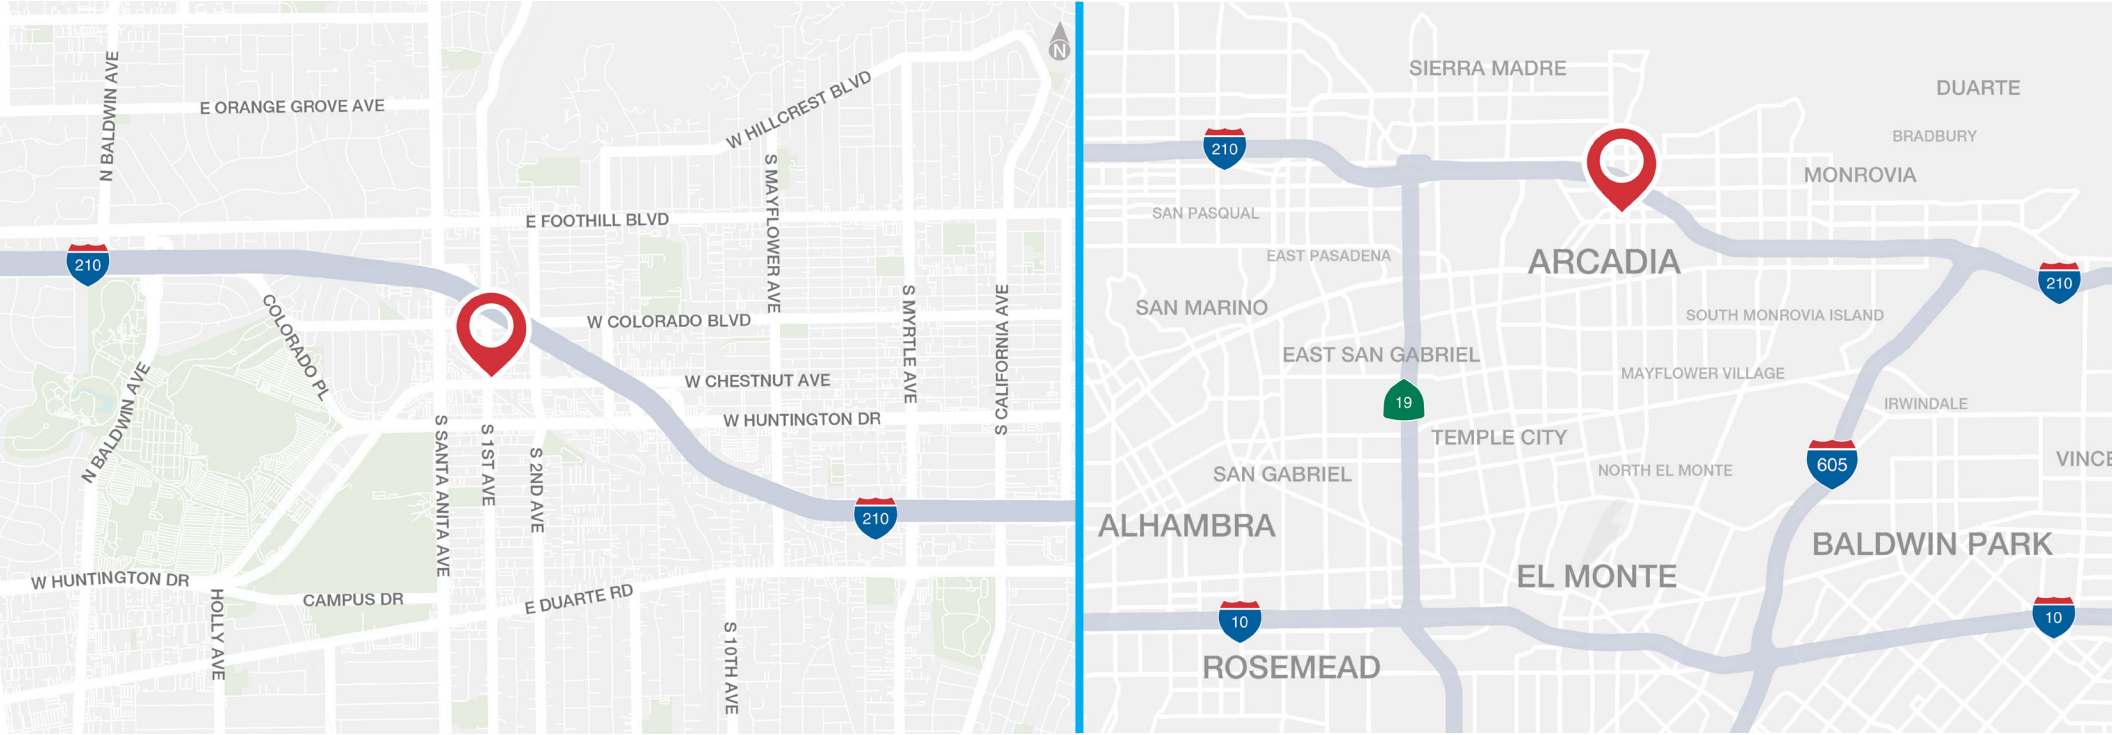 N BALDWIN AVE
E ORANGE GROVE AVE
W HILLCREST BLVD
N
S MAYFLOWER AVE
E FOOTHILL BLVD
210
COLORADO PL
W COLORADO BLVD
S MYRTLE AVE
S CALIFORNIA AVE
N BALDWIN AVE
W CHESTNUT AVE
W HUNTINGTON DR
S SANTA ANITA AVE
S 1ST AVE
S 2ND AVE
210
W HUNTINGTON DR
HOLLY AVE
CAMPUS DR
E DUARTE RD
S 10TH AVE
SIERRA MADRE
DUARTE
BRADBURY
210
MONROVIA
SAN PASQUAL
EAST PASADENA
ARCADIA
210
SAN MARINO
SOUTH MONROVIA ISLAND
EAST SAN GABRIEL
MAYFLOWER VILLAGE
19
IRWINDALE
TEMPLE CITY
SAN GABRIEL
NORTH EL MONTE
605
VINCE
ALHAMBRA
BALDWIN PARK
EL MONTE
10
10
ROSEMEAD